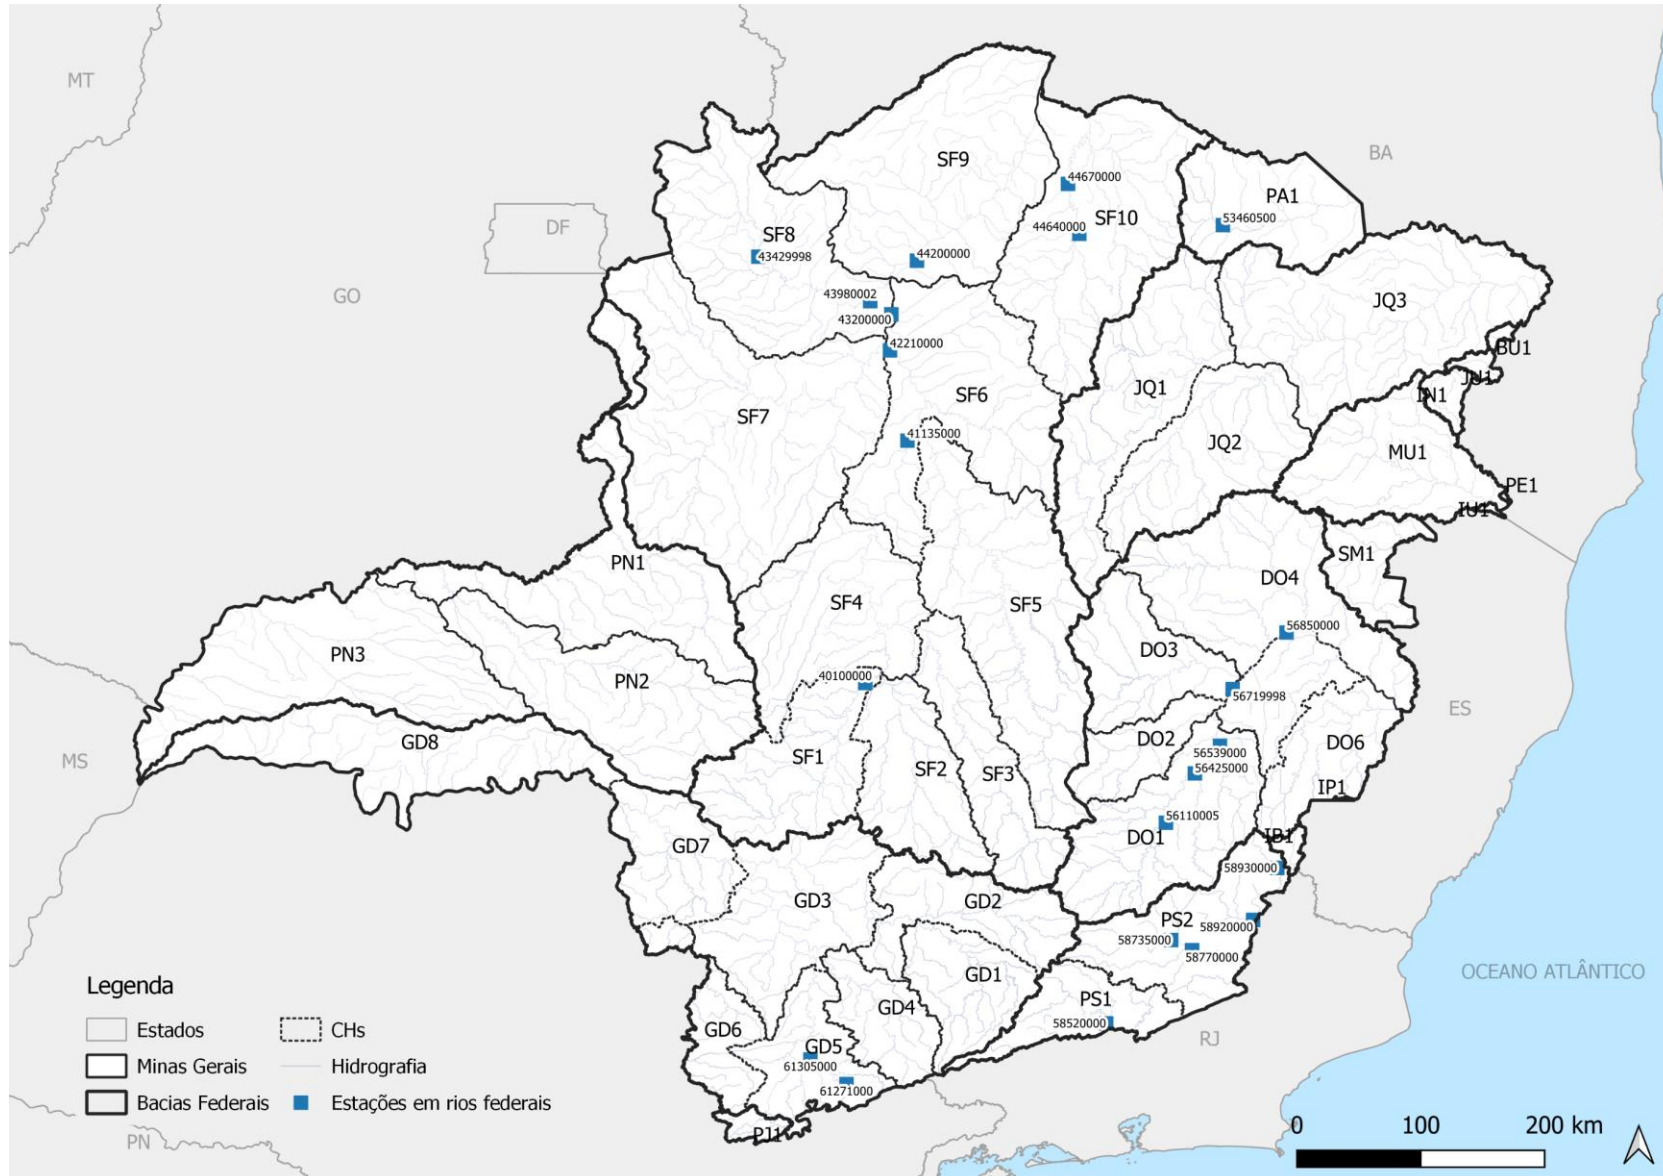 MT
SF9
BA
44670000
PA1
SF10
53460500
DF
SF8
44640000
43429998
44200000
GO
43980002
JQ3
43200000
42210000
BU1
JU1
JQ1
IN1
SF6
SF7
41135000
JQ2
MU1
PE1
IU1
SM1
PN1
DO4
SF4
SF5
56850000
PN3
DO3
40100000
PN2
56719998
ES
GD8
DO2
DO6
MS
56539000
SF1
SF2
SF3
56425000
IP1
56110005
DO1
IB1
GD7
58930000
GD3
GD2
PS2
58920000
58735000
58770000
OCEANO ATLÂNTICO
GD1
Legenda
PS1
GD4
Estados
CHs
GD6
58520000
RJ
GD5
Minas Gerais
Hidrografia
61305000
61271000
Bacias Federais
Estações em rios federais
0 100 200 km
PJ1
PN